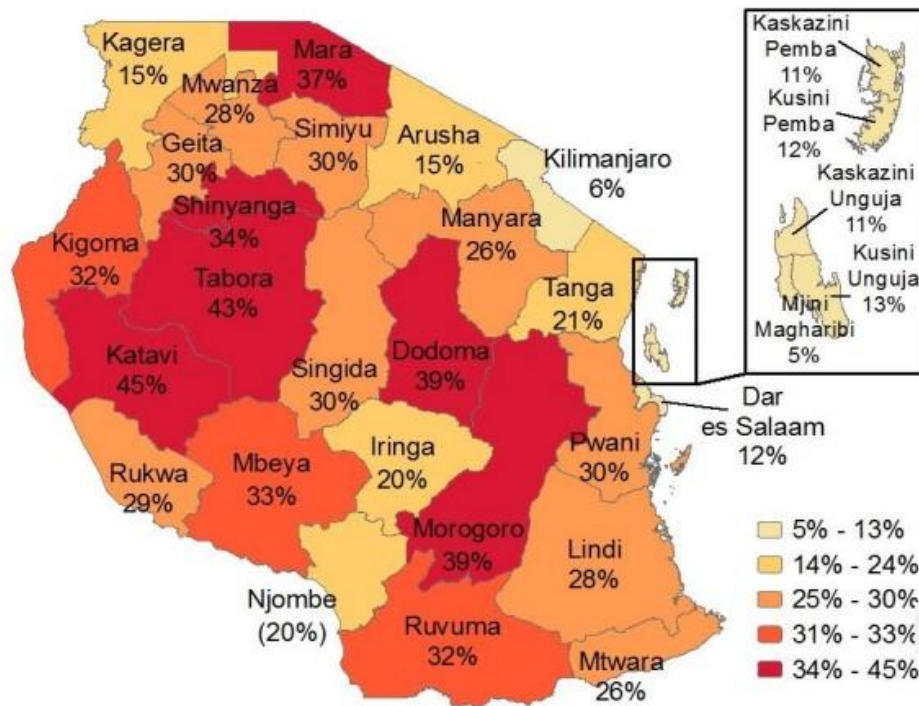 Kagera
15%
Mara
37%
Mwanza
28%
Simiyu
30%
Geita
30%
Arusha
15%
Kilimanjaro
6%
Shinyanga
34%
Manyara
26%
Kigoma
32%
Tabora
43%
Tanga
21%
Katavi
45%
Singida
30%
Dodoma
39%
Dar
es Salaam
12%
Rukwa
29%
Mbeya
33%
Iringa
20%
Pwani
30%
Morogoro
39%
Lindi
28%
Njombe
(20%)
Ruvuma
32%
Mtwara
26%
Kaskazini
Pemba
11%
Kusini
Pemba
12%
Kaskazini
Unguja
11%
Kusini
Unguja
13%
Mjini
Magharibi
5%
5% - 13%
14% - 24%
25% - 30%
31% - 33%
34% - 45%